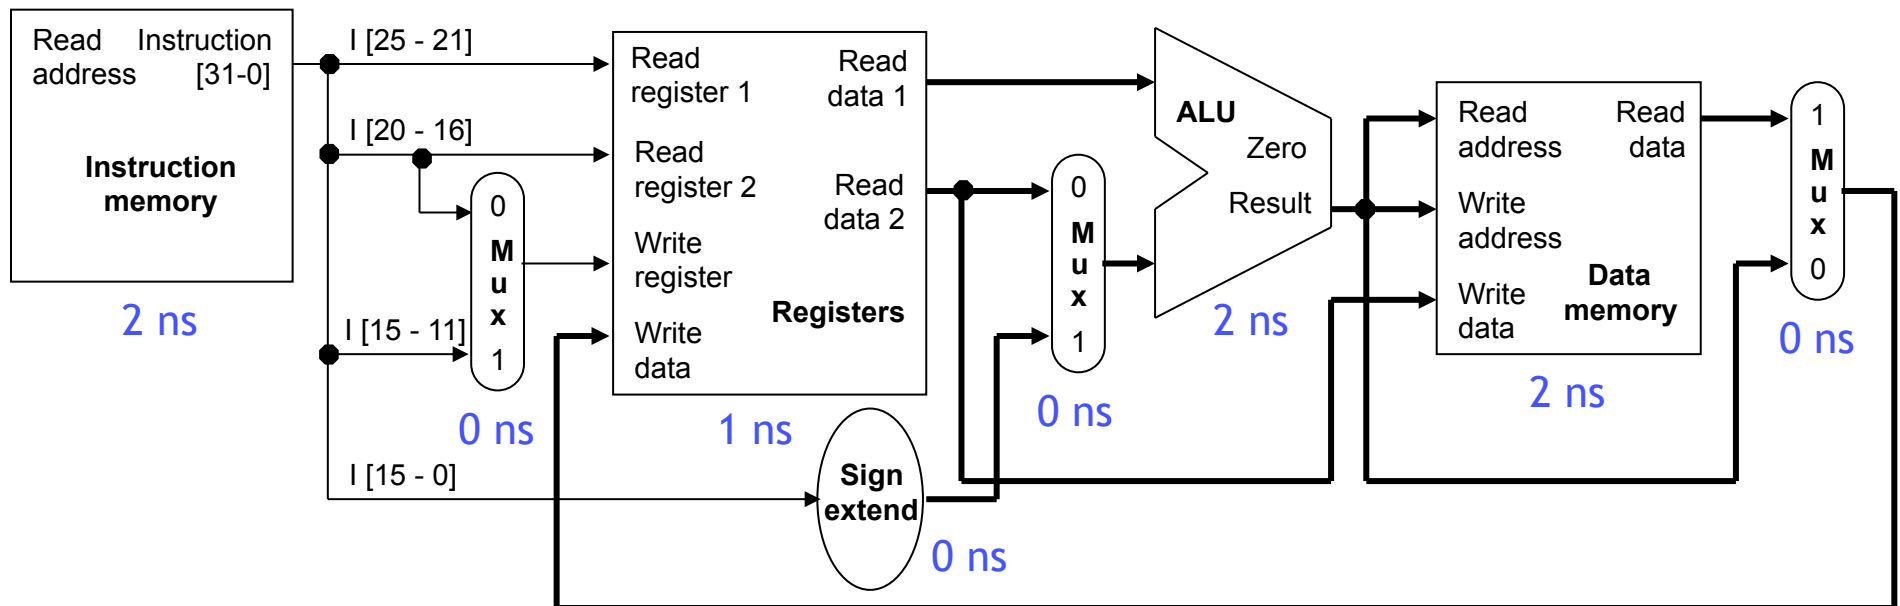 Read Instruction
address [31-0]
Instruction
memory
2 ns
I [25 - 21]
I [20 - 16]
I [15 - 11]
I [15 - 0]
0
M
u
x
1
0 ns
Read
register 1
Read
data 1
Read
register 2
Read
data 2
Write
register
Write
data
Registers
1 ns
Sign
extend
0 ns
0
M
u
x
1
0 ns
ALU
Zero
Result
2 ns
Read
address
Read
data
Write
address
Write
data
Data
memory
2 ns
1
M
u
x
0
0 ns